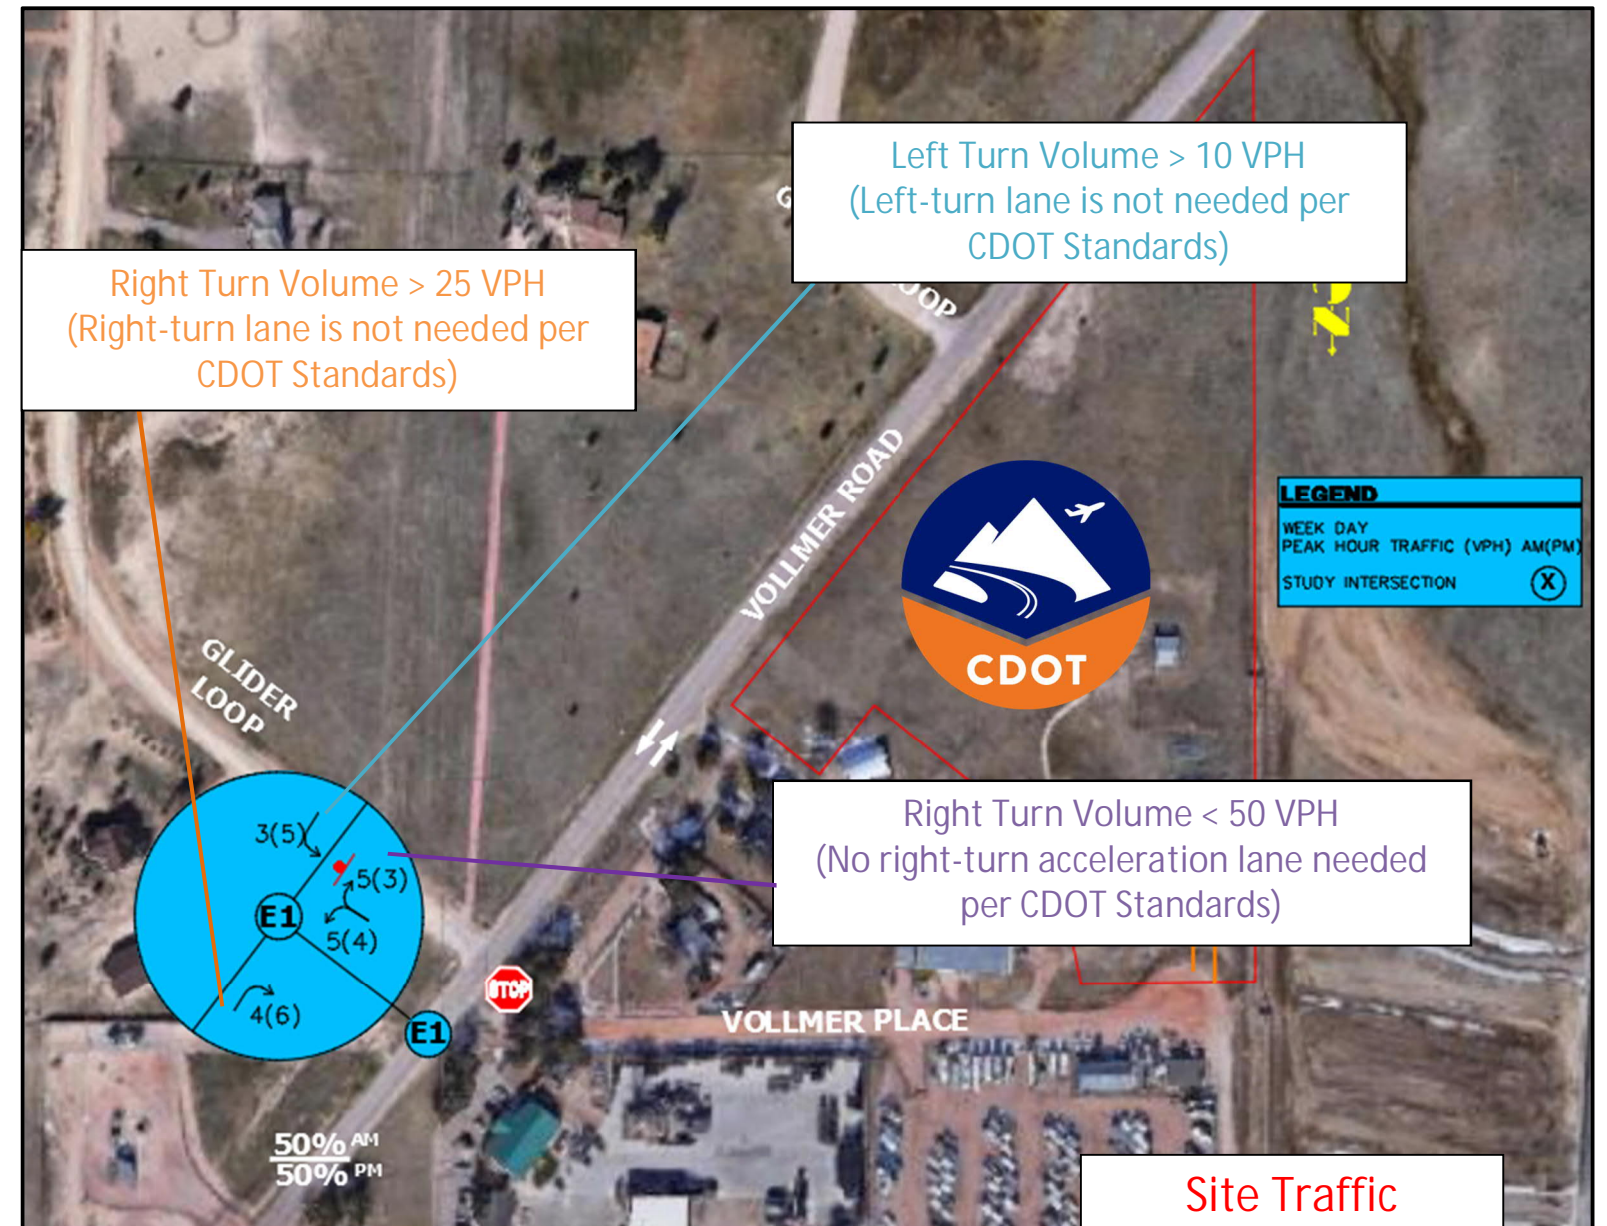 Left Turn Volume > 10 VPH
(Left-turn lane is not needed per
CDOT Standards)
G
OOP
Right Turn Volume > 25 VPH
(Right-turn lane is not needed per
CDOT Standards)
N
VOLLMER ROAD
LEGEND
WEEK DAY
PEAK HOUR TRAFFIC (VPH) AM(PM)
STUDY INTERSECTION
X
CDOT
GLIDER
LOOP
Right Turn Volume < 50 VPH
(No right-turn acceleration lane needed
per CDOT Standards)
3(5)
5(3)
E1
5(4)
4(6)
STOP
E1
VOLLMER PLACE
50% AM
50% PM
Site Traffic